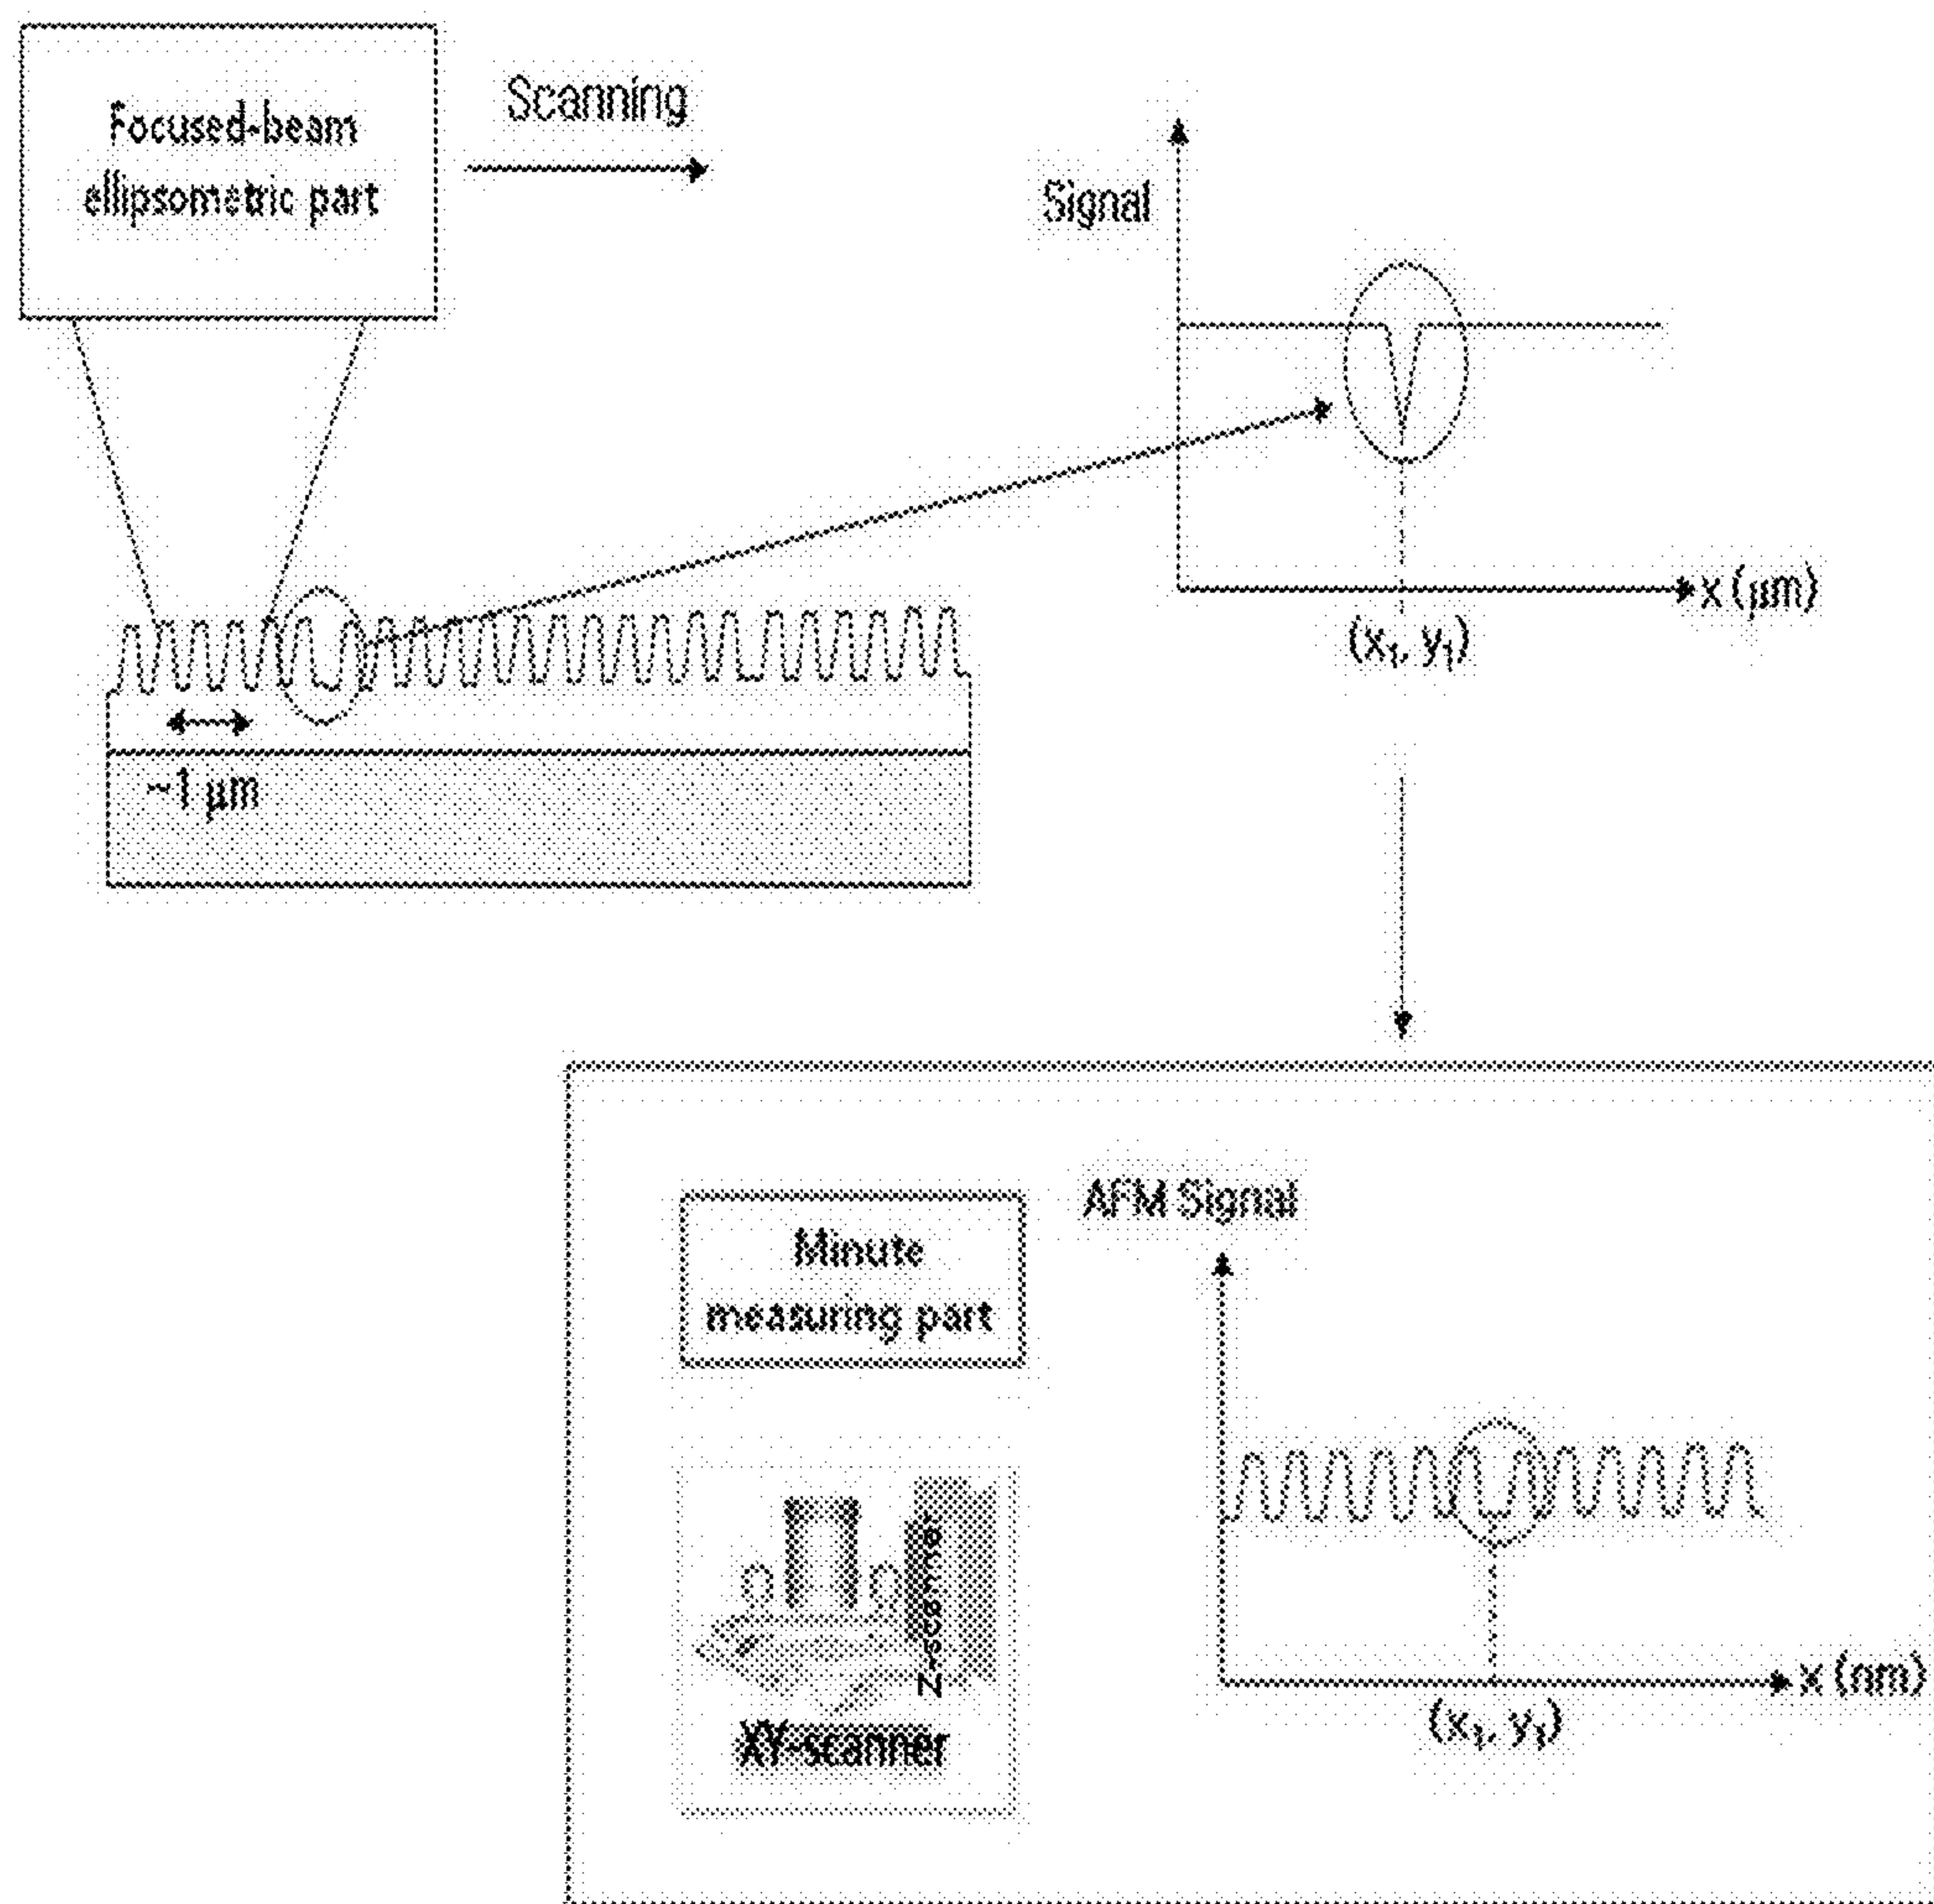 Focused-beam
ellipsometric part
Scanning
Signal
x (μm)
(x₁, y₁)
~1 μm
Minute
measuring part
AFM Signal
Z-scanner
XY-scanner
x (nm)
(x₁, y₁)